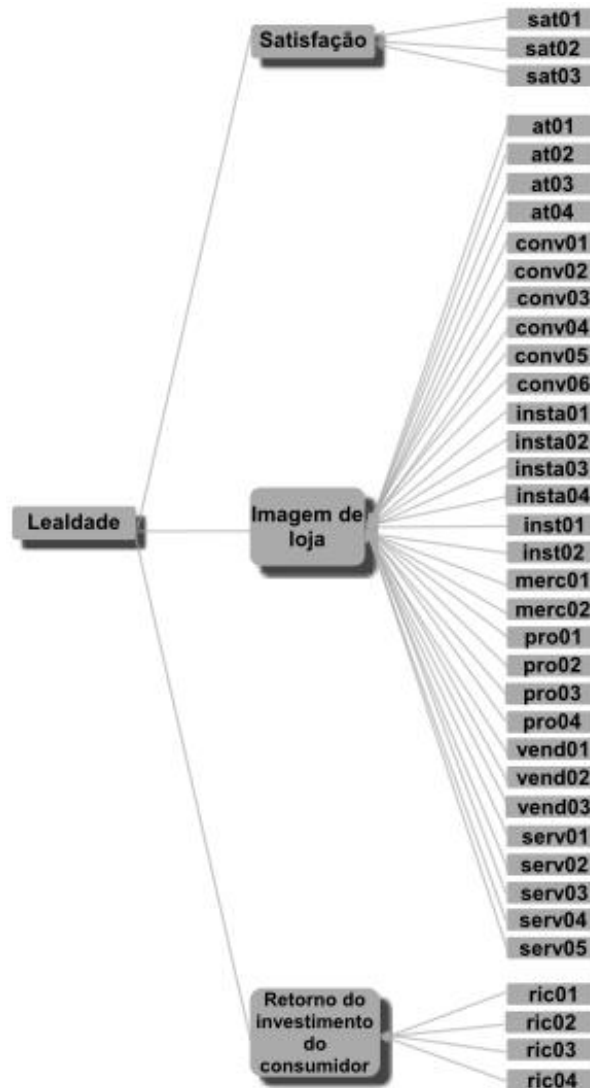 Lealdade
Satisfação
sat01
sat02
sat03
Imagem de
loja
at01
at02
at03
at04
conv01
conv02
conv03
conv04
conv05
conv06
insta01
insta02
insta03
insta04
inst01
inst02
merc01
merc02
pro01
pro02
pro03
pro04
vend01
vend02
vend03
serv01
serv02
serv03
serv04
serv05
Retorno do
investimento
do
consumidor
ric01
ric02
ric03
ric04